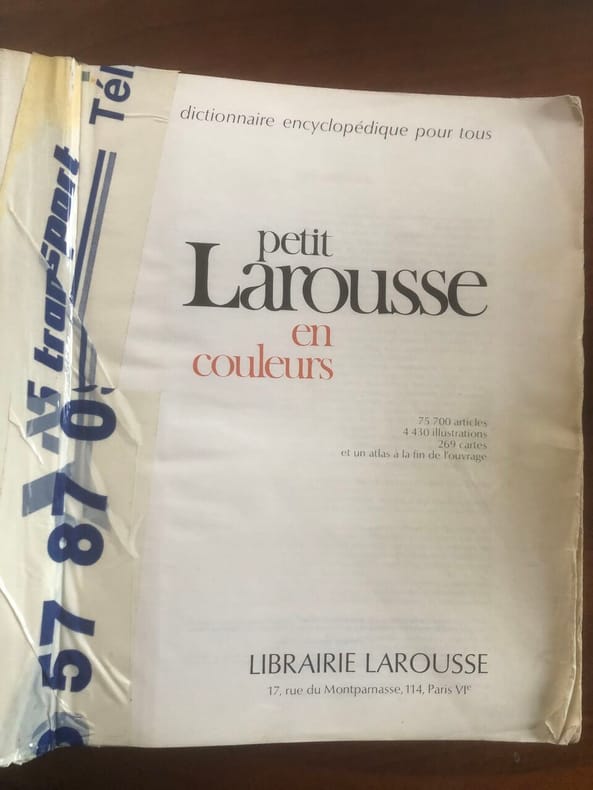 dictionnaire encyclopédique pour tous
petit
Larousse
en
couleurs
75 700 articles
4 430 illustrations
269 cartes
et un atlas à la fin de l'ouvrage
LIBRAIRIE LAROUSSE
17, rue du Montparnasse, 114, Paris VIᵉ
transport
Tél
57 87 0